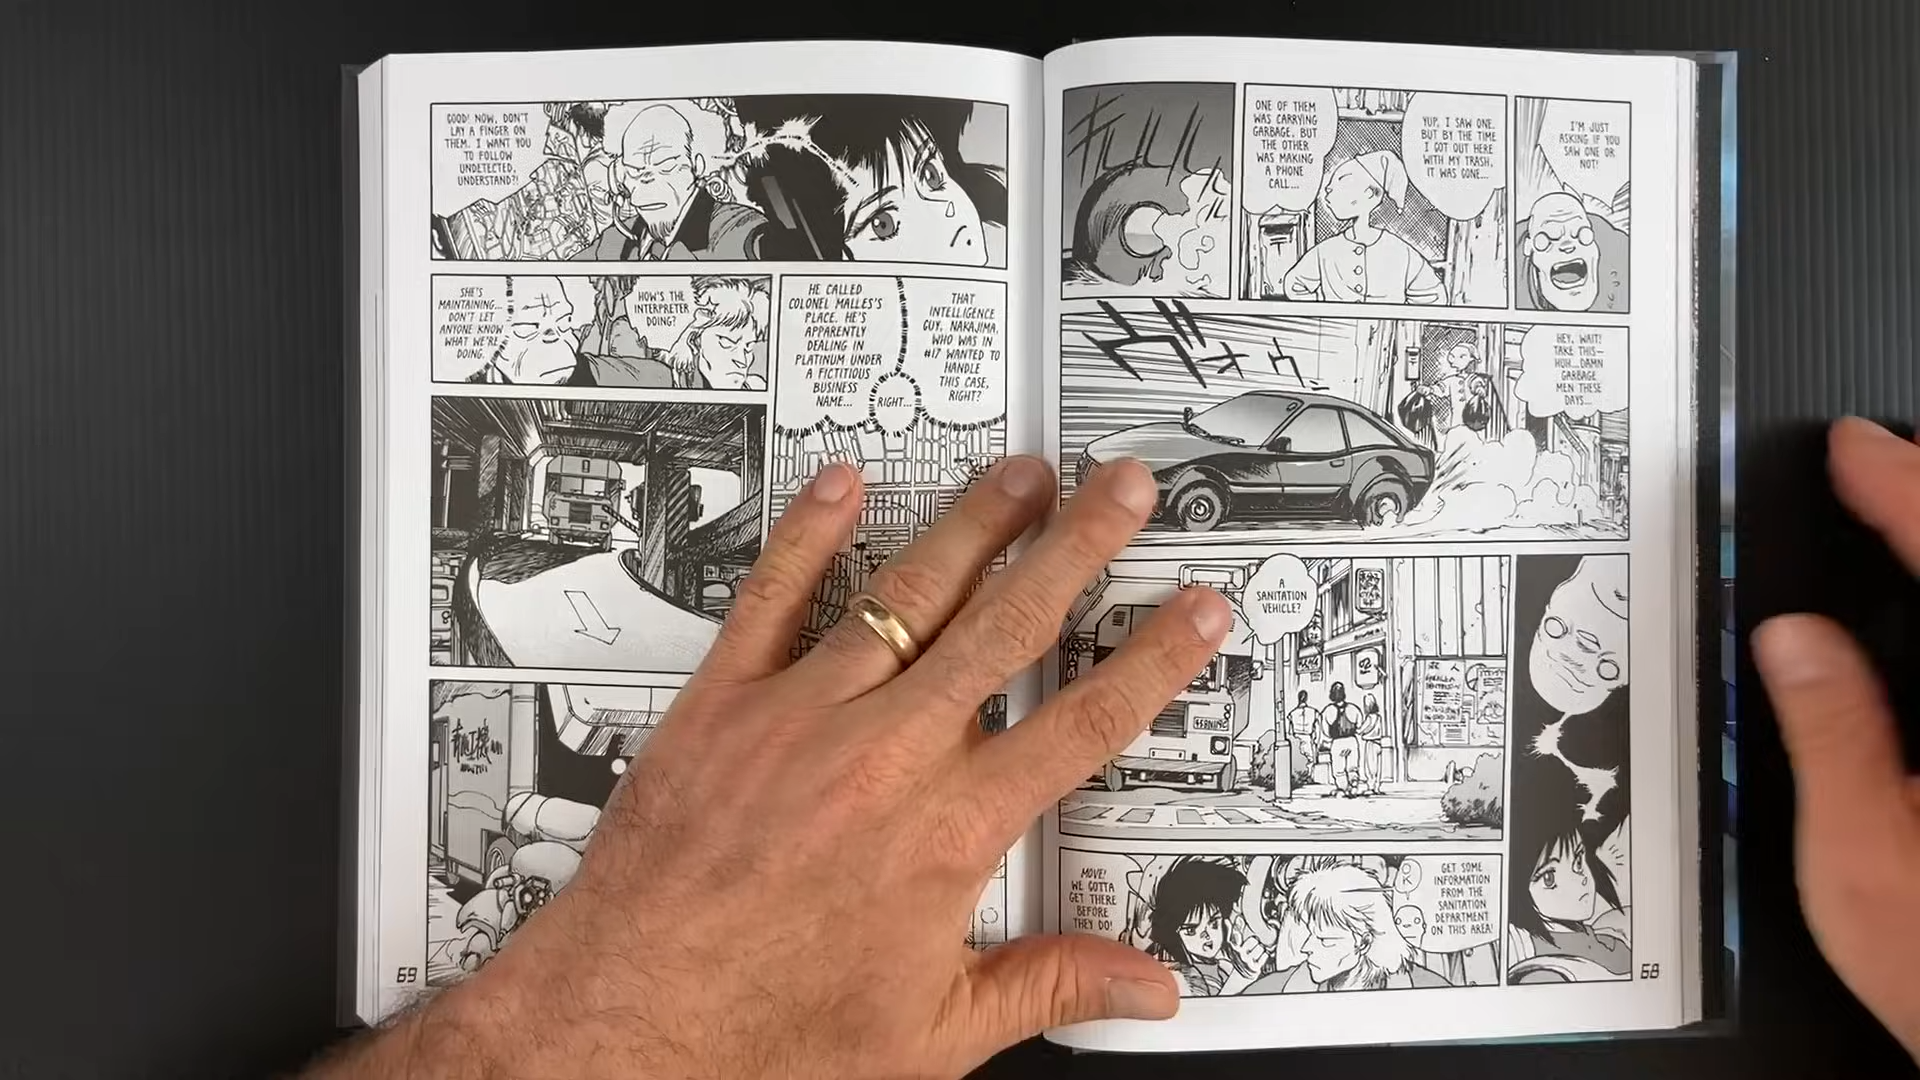 I'M JUST
ASKING IF YOU
SAW ONE OR
NOT!
YUP, I SAW ONE.
BUT BY THE TIME
I GOT OUT HERE
WITH MY TRASH,
IT WAS GONE...
ONE OF THEM
WAS CARRYING
GARBAGE, BUT
THE OTHER
WAS MAKING
A PHONE
CALL...
HEY, WAIT!
TAKE THIS—
HUH...DAMN
GARBAGE
MEN THESE
DAYS...
A
SANITATION
VEHICLE?
GET SOME
INFORMATION
FROM THE
SANITATION
DEPARTMENT
ON THIS AREA!
O
K
MOVE!
WE GOTTA
GET THERE
BEFORE
THEY DO!
68
GOOD! NOW, DON'T
LAY A FINGER ON
THEM. I WANT YOU
TO FOLLOW
UNDETECTED,
UNDERSTAND?!
HOW'S THE
INTERPRETER
DOING?
SHE'S
MAINTAINING...
DON'T LET
ANYONE KNOW
WHAT WE'RE
DOING.
THAT
INTELLIGENCE
GUY, NAKAJIMA,
WHO WAS IN
#17 WANTED TO
HANDLE
THIS CASE,
RIGHT?
RIGHT...
HE CALLED
COLONEL MALLES'S
PLACE. HE'S
APPARENTLY
DEALING IN
PLATINUM UNDER
A FICTITIOUS
BUSINESS
NAME...
69